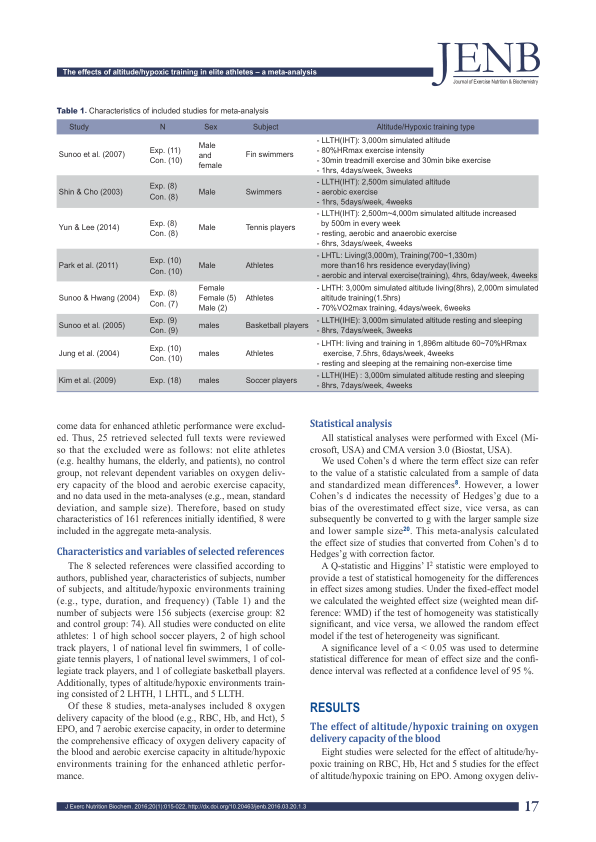 The effects of altitude/hypoxic training in elite athletes – a meta-analysis
JENB
Journal of Exercise Nutrition & Biochemistry
Table 1. Characteristics of included studies for meta-analysis
Study N Sex Subject Altitude/Hypoxic training type
Sunoo et al. (2007) Exp. (11) Con. (10) Male and female Fin swimmers
- LLTH(IHT): 3,000m simulated altitude
- 80%HRmax exercise intensity
- 30min treadmill exercise and 30min bike exercise
- 1hrs, 4days/week, 3weeks
Shin & Cho (2003) Exp. (8) Con. (8) Male Swimmers
- LLTH(IHT): 2,500m simulated altitude
- aerobic exercise
- 1hrs, 5days/week, 4weeks
Yun & Lee (2014) Exp. (8) Con. (8) Male Tennis players
- LLTH(IHT): 2,500m~4,000m simulated altitude increased
by 500m in every week
- resting, aerobic and anaerobic exercise
- 6hrs, 3days/week, 4weeks
Park et al. (2011) Exp. (10) Con. (10) Male Athletes
- LHTL: Living(3,000m), Training(700~1,330m)
more than16 hrs residence everyday(living)
- aerobic and interval exercise(training), 4hrs, 6day/week, 4weeks
Sunoo & Hwang (2004) Exp. (8) Con. (7) Female Female (5) Male (2) Athletes
- LHTH: 3,000m simulated altitude living(8hrs), 2,000m simulated
altitude training(1.5hrs)
- 70%VO2max training, 4days/week, 6weeks
Sunoo et al. (2005) Exp. (9) Con. (9) males Basketball players
- LLTH(IHE): 3,000m simulated altitude resting and sleeping
- 8hrs, 7days/week, 3weeks
Jung et al. (2004) Exp. (10) Con. (10) males Athletes
- LHTH: living and training in 1,896m altitude 60~70%HRmax
exercise, 7.5hrs, 6days/week, 4weeks
- resting and sleeping at the remaining non-exercise time
Kim et al. (2009) Exp. (18) males Soccer players
- LLTH(IHE) : 3,000m simulated altitude resting and sleeping
- 8hrs, 7days/week, 4weeks
come data for enhanced athletic performance were exclud-
ed. Thus, 25 retrieved selected full texts were reviewed
so that the excluded were as follows: not elite athletes
(e.g. healthy humans, the elderly, and patients), no control
group, not relevant dependent variables on oxygen deliv-
ery capacity of the blood and aerobic exercise capacity,
and no data used in the meta-analyses (e.g., mean, standard
deviation, and sample size). Therefore, based on study
characteristics of 161 references initially identified, 8 were
included in the aggregate meta-analysis.
Characteristics and variables of selected references
The 8 selected references were classified according to
authors, published year, characteristics of subjects, number
of subjects, and altitude/hypoxic environments training
(e.g., type, duration, and frequency) (Table 1) and the
number of subjects were 156 subjects (exercise group: 82
and control group: 74). All studies were conducted on elite
athletes: 1 of high school soccer players, 2 of high school
track players, 1 of national level fin swimmers, 1 of colle-
giate tennis players, 1 of national level swimmers, 1 of col-
legiate track players, and 1 of collegiate basketball players.
Additionally, types of altitude/hypoxic environments train-
ing consisted of 2 LHTH, 1 LHTL, and 5 LLTH.
Of these 8 studies, meta-analyses included 8 oxygen
delivery capacity of the blood (e.g., RBC, Hb, and Hct), 5
EPO, and 7 aerobic exercise capacity, in order to determine
the comprehensive efficacy of oxygen delivery capacity of
the blood and aerobic exercise capacity in altitude/hypoxic
environments training for the enhanced athletic perfor-
mance.
Statistical analysis
All statistical analyses were performed with Excel (Mi-
crosoft, USA) and CMA version 3.0 (Biostat, USA).
We used Cohen's d where the term effect size can refer
to the value of a statistic calculated from a sample of data
and standardized mean differences8. However, a lower
Cohen's d indicates the necessity of Hedges'g due to a
bias of the overestimated effect size, vice versa, as can
subsequently be converted to g with the larger sample size
and lower sample size20. This meta-analysis calculated
the effect size of studies that converted from Cohen's d to
Hedge's g with correction factor.
A Q-statistic and Higgins' I2 statistic were employed to
provide a test of statistical homogeneity for the differences
in effect sizes among studies. Under the fixed-effect model
we calculated the weighted effect size (weighted mean dif-
ference: WMD) if the test of homogeneity was statistically
significant, and vice versa, we allowed the random effect
model if the test of heterogeneity was significant.
A significance level of a < 0.05 was used to determine
statistical difference for mean of effect size and the confi-
dence interval was reflected at a confidence level of 95 %.
RESULTS
The effect of altitude/hypoxic training on oxygen
delivery capacity of the blood
Eight studies were selected for the effect of altitude/hy-
poxic training on RBC, Hb, Hct and 5 studies for the effect
of altitude/hypoxic training on EPO. Among oxygen deliv-
J Exerc Nutrition Biochem. 2016;20(1):015-022, http://dx.doi.org/10.20463/jenb.2016.03.20.1.3
17